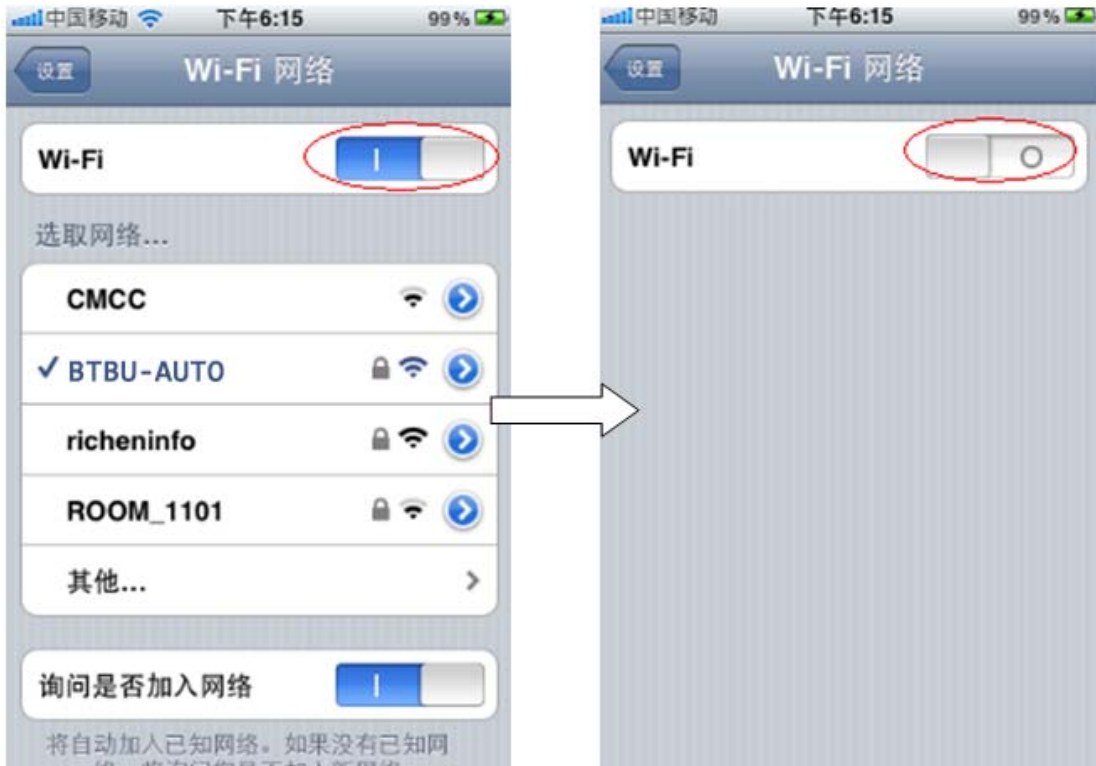 中国移动 下午6:15 99%
设置 Wi-Fi 网络
Wi-Fi
选取网络...
CMCC
BTBU-AUTO
richeninfo
ROOM_1101
其他...
询问是否加入网络
将自动加入已知网络。如果没有已知网
中国移动 下午6:15 99%
设置 Wi-Fi 网络
Wi-Fi